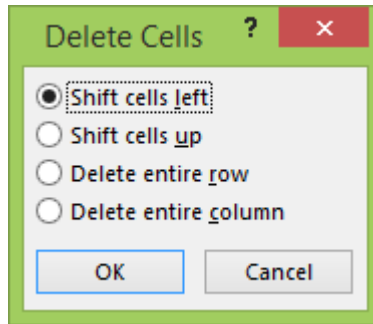 Delete Cells ? ×
Shift cells left
Shift cells up
Delete entire row
Delete entire column
OK Cancel